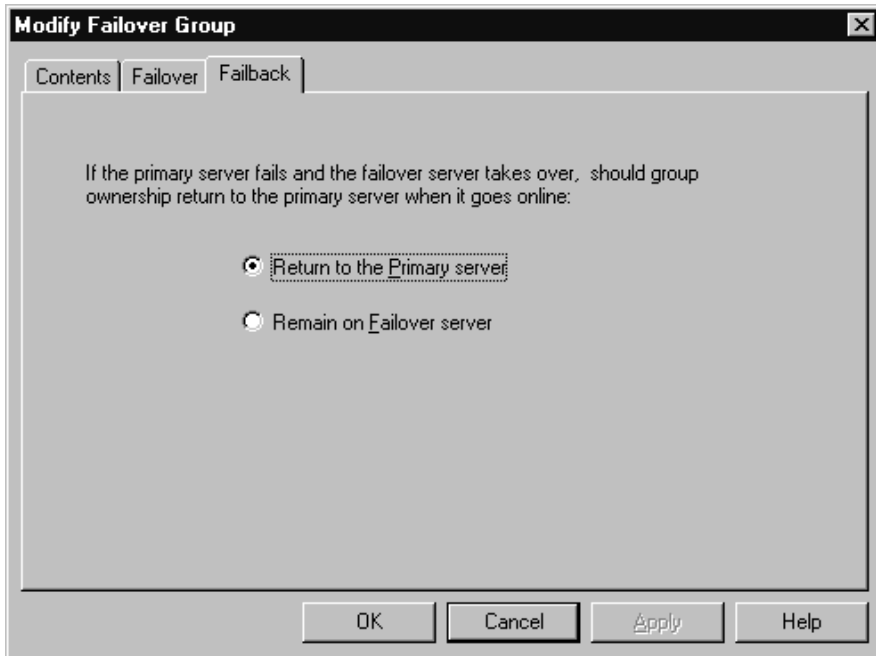 Modify Failover Group
Contents Failover Failback
If the primary server fails and the failover server takes over, should group
ownership return to the primary server when it goes online:
Return to the Primary server
Remain on Failover server
OK Cancel Apply Help